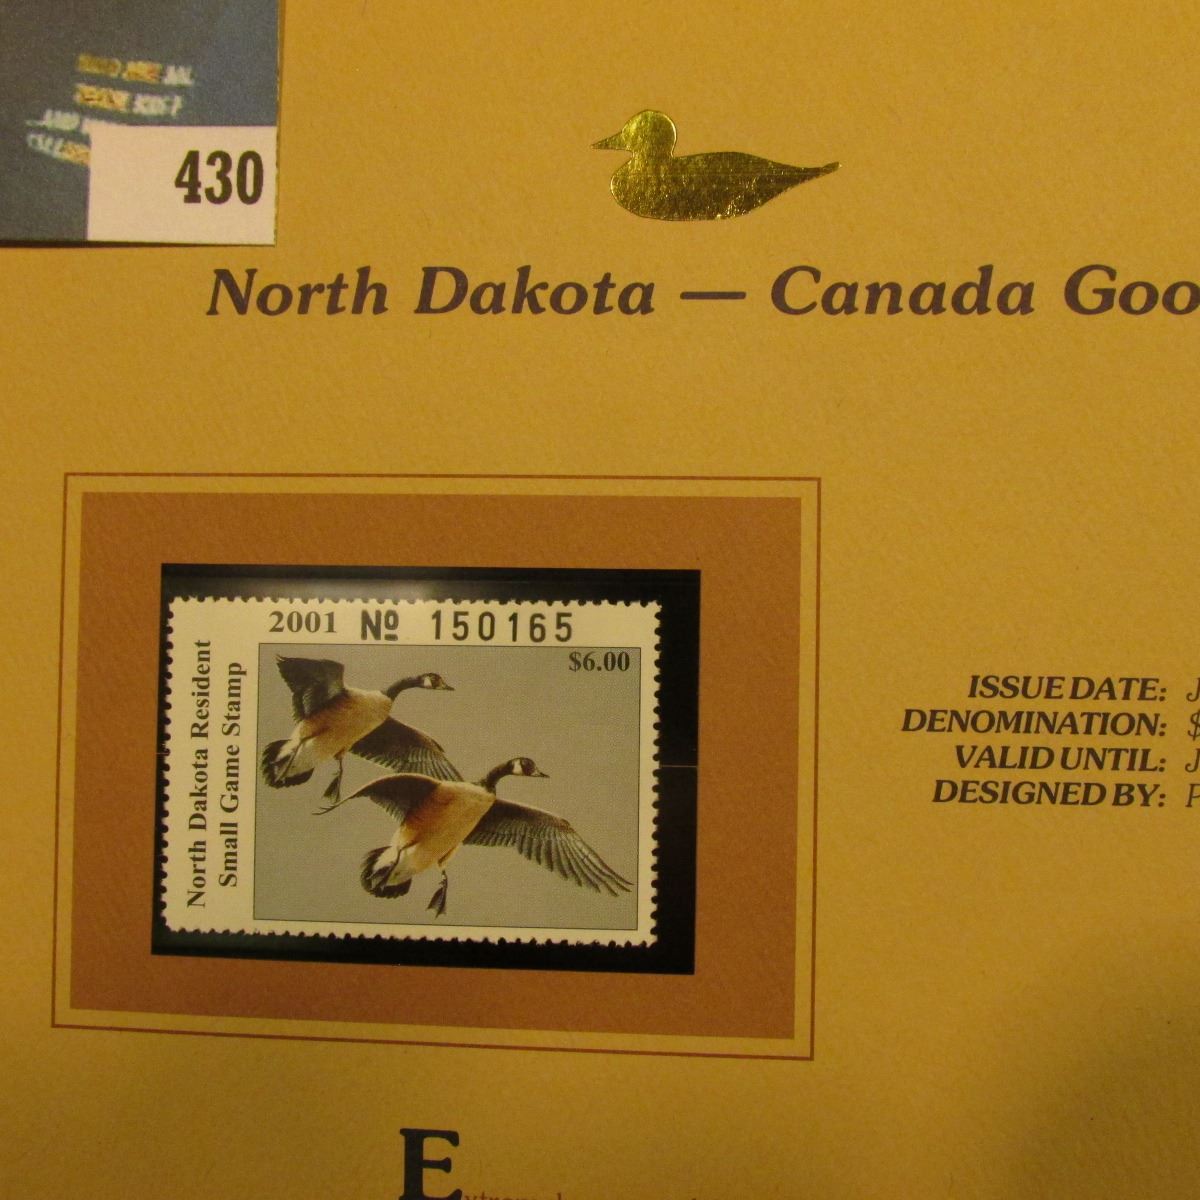 430
North Dakota — Canada Goo
2001 Nº 150165
$6.00
North Dakota Resident
Small Game Stamp
ISSUE DATE: J
DENOMINATION: $
VALID UNTIL: J
DESIGNED BY: P